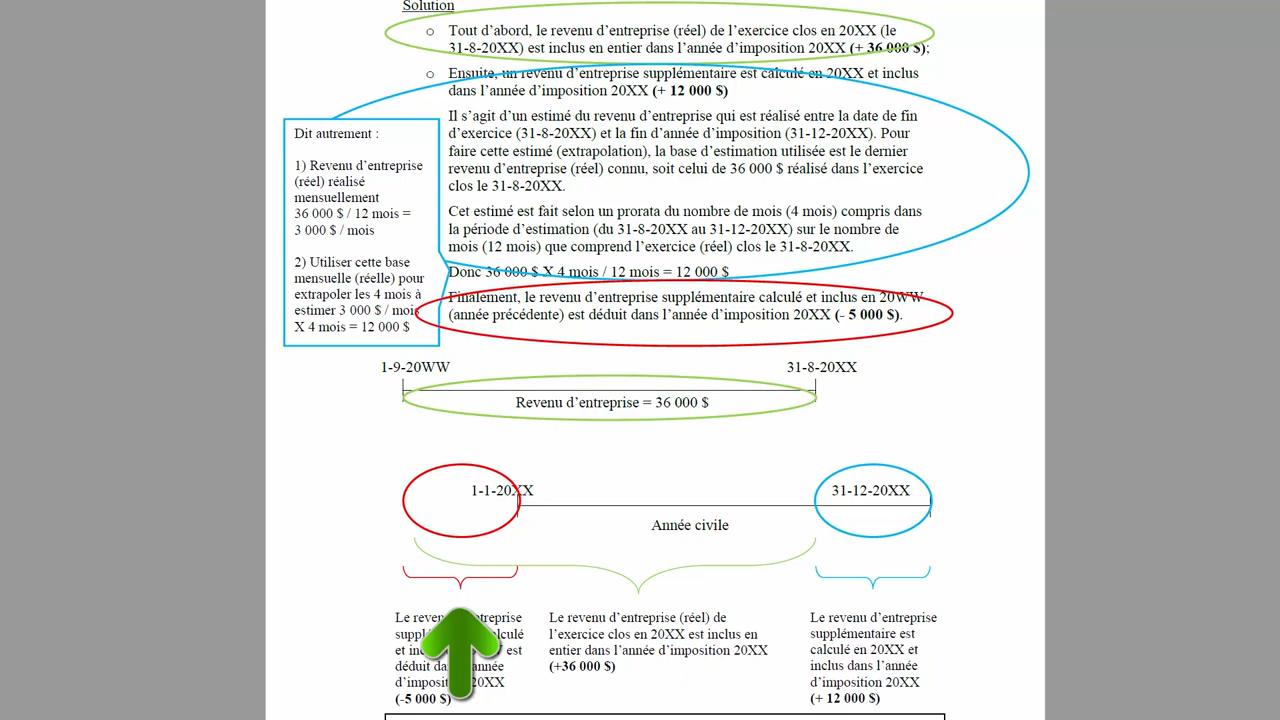 Solution
o Tout d'abord, le revenu d'entreprise (réel) de l'exercice clos en 20XX (le
31-8-20XX) est inclus en entier dans l'année d'imposition 20XX (+ 36 000 $);
o Ensuite, un revenu d'entreprise supplémentaire est calculé en 20XX et inclus
dans l'année d'imposition 20XX (+ 12 000 $)
Il s'agit d'un estimé du revenu d'entreprise qui est réalisé entre la date de fin
d'exercice (31-8-20XX) et la fin d'année d'imposition (31-12-20XX). Pour
faire cette estimé (extrapolation), la base d'estimation utilisée est le dernier
revenu d'entreprise (réel) connu, soit celui de 36 000 $ réalisé dans l'exercice
clos le 31-8-20XX.
Cet estimé est fait selon un prorata du nombre de mois (4 mois) compris dans
la période d'estimation (du 31-8-20XX au 31-12-20XX) sur le nombre de
mois (12 mois) que comprend l'exercice (réel) clos le 31-8-20XX.
Donc 36 000 $ X 4 mois / 12 mois = 12 000 $
Finalement, le revenu d'entreprise supplémentaire calculé et inclus en 20WW
(année précédente) est déduit dans l'année d'imposition 20XX (- 5 000 $).
Dit autrement :
1) Revenu d'entreprise
(réel) réalisé
mensuellement
36 000 $ / 12 mois =
3 000 $ / mois
2) Utiliser cette base
mensuelle (réelle) pour
extrapoler les 4 mois à
estimer 3 000 $ / mois
X 4 mois = 12 000 $
1-9-20WW 31-8-20XX
Revenu d'entreprise = 36 000 $
1-1-20XX 31-12-20XX
Année civile
Le treprise
calculé
et est
déduit année
20XX
(-5 000 $)
Le revenu d'entreprise (réel) de
l'exercice clos en 20XX est inclus en
entier dans l'année d'imposition 20XX
(+36 000 $)
Le revenu d'entreprise
supplémentaire est
calculé en 20XX et
inclus dans l'année
d'imposition 20XX
(+ 12 000 $)